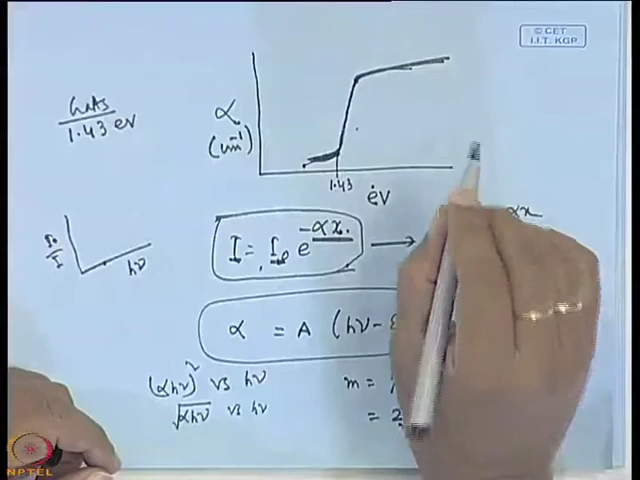 © CET
I.I.T. KGP
GaAs
1.43 eV
α
(cm⁻¹)
1.43
eV
I = I₀ e^{-αx}
αx
I₀/I
hν
α = A (hν -
(αhν)² vs hν
√αhν vs hν
m =
= 2
NPTEL